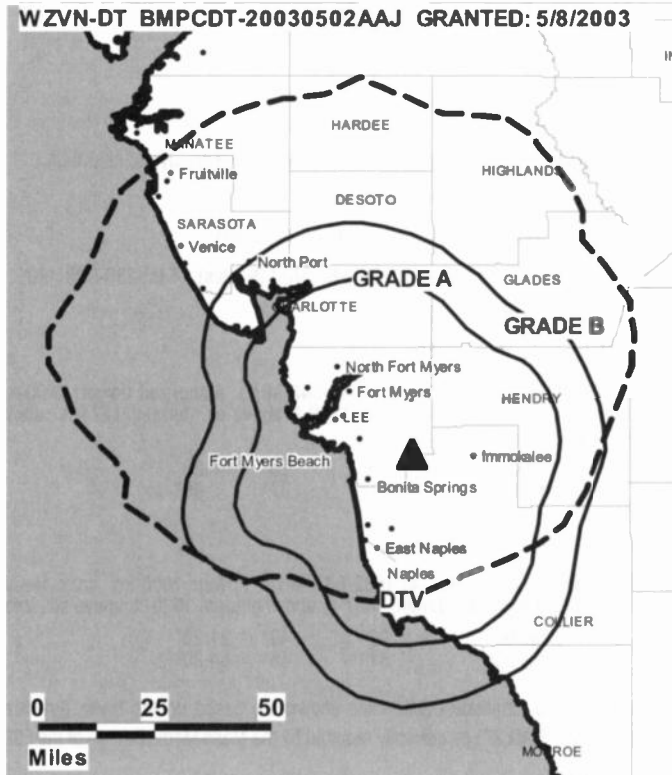 WZVN-DT BMPCDT-20030502AAJ GRANTED: 5/8/2003
HARDEE
MANATEE
Fruitville
HIGHLANDS
DESOTO
SARASOTA
Venice
North Port
GRADE A
GLADES
CHARLOTTE
GRADE B
North Fort Myers
Fort Myers
HENDRY
LEE
Fort Myers Beach
Immokalee
Bonita Springs
East Naples
Naples
DTV
COLLIER
0 25 50
Miles
MONROE